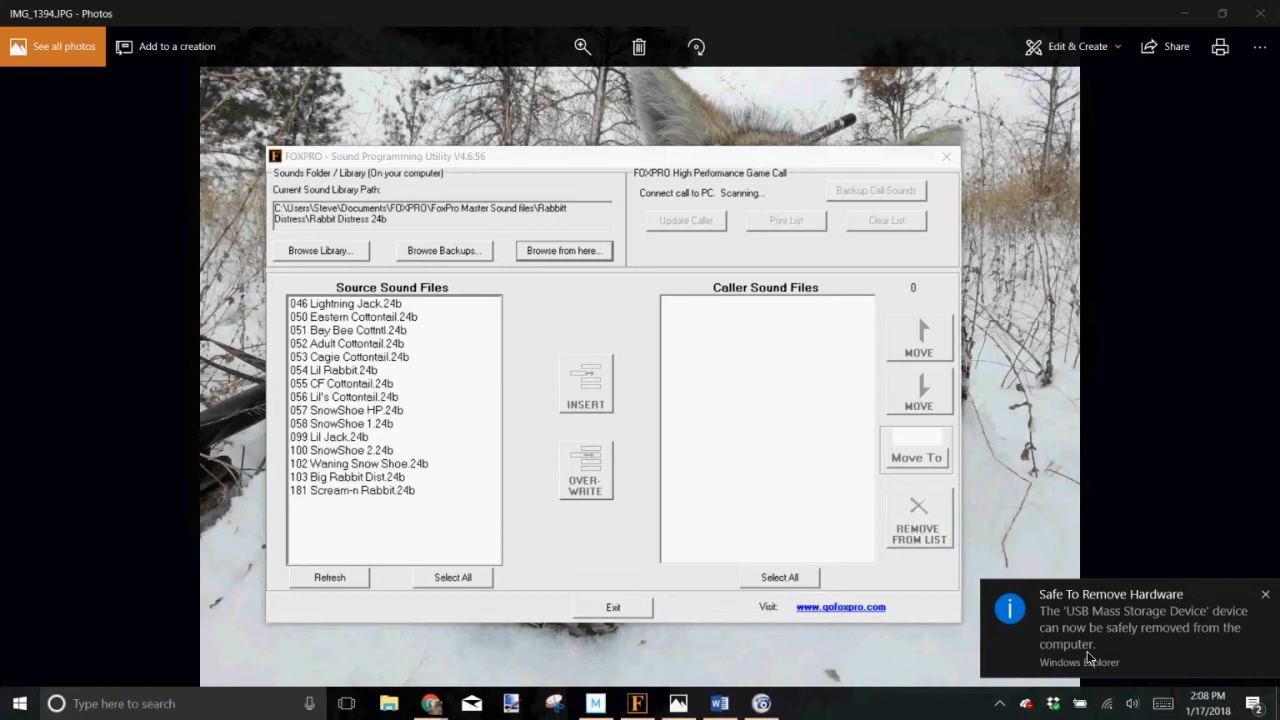 IMG_1394.JPG - Photos
See all photos
Add to a creation
Edit & Create
Share
FOXPRO - Sound Programming Utility V4.6.56
Sounds Folder / Library (On your computer)
Current Sound Library Path:
C:\Users\Steve\Documents\FOXPRO\FoxPro Master Sound files\Rabbitt
Distress\Rabbit Distress 24b
Browse Library...
Browse Backups...
Browse from here...
FOXPRO High Performance Game Call
Connect call to PC. Scanning...
Backup Call Sounds
Update Caller
Print List
Clear List
Source Sound Files
046 Lightning Jack.24b
050 Eastern Cottontail.24b
051 Bay Bee Cottntl.24b
052 Adult Cottontail.24b
053 Cagie Cottontail.24b
054 Lil Rabbit.24b
055 CF Cottontail.24b
056 Lil's Cottontail.24b
057 SnowShoe HP.24b
058 SnowShoe 1.24b
099 Lil Jack.24b
100 SnowShoe 2.24b
102 Waning Snow Shoe.24b
103 Big Rabbit Dist.24b
181 Scream-n Rabbit.24b
Refresh
Select All
INSERT
OVER-
WRITE
Caller Sound Files
0
Select All
MOVE
MOVE
Move To
REMOVE
FROM LIST
Exit
Visit:
www.gofoxpro.com
Safe To Remove Hardware
The 'USB Mass Storage Device' device
can now be safely removed from the
computer.
Windows Explorer
Type here to search
2:08 PM
1/17/2018
2